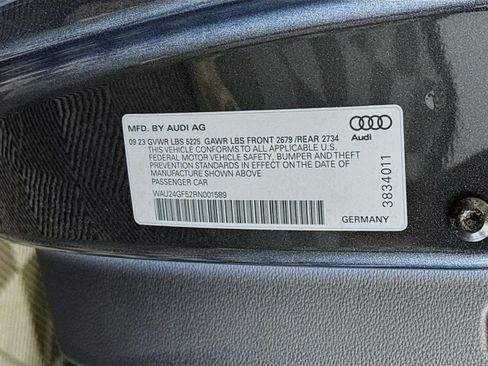 MFD. BY AUDI AG
09 23 GVWR LBS 5225 GAWR LBS FRONT 2679 /REAR 2734
THIS VEHICLE CONFORMS TO ALL APPLICABLE U.S.
FEDERAL MOTOR VEHICLE SAFETY, BUMPER AND THEFT
PREVENTION STANDARDS IN EFFECT ON THE DATE OF
MANUFACTURE SHOWN ABOVE
PASSENGER CAR
WAU24GF52RN001589
Audi
3834011
GERMANY